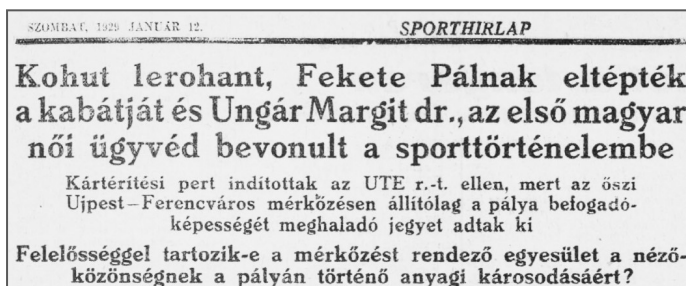 SZOMBAT, 1929 JANUÁR 12.
SPORTHIRLAP
Kohut lerohant, Fekete Pálnak eltépték
a kabátját és Ungár Margit dr., az első magyar
női ügyvéd bevonult a sporttörténelembe
Kártérítési pert indítottak az UTE r.-t. ellen, mert az őszi
Ujpest–Ferencváros mérkőzésen állítólag a pálya befogadó-
képességét meghaladó jegyet adtak ki
Felelősséggel tartozik-e a mérkőzést rendező egyesület a néző-
közönségnek a pályán történő anyagi károsodásáért?